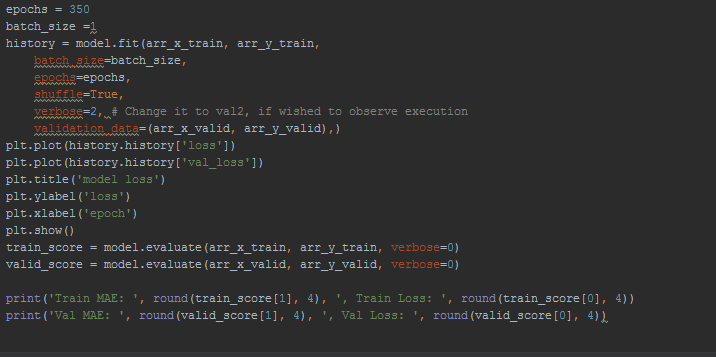 epochs = 350
batch_size =1
history = model.fit(arr_x_train, arr_y_train,
    batch_size=batch_size,
    epochs=epochs,
    shuffle=True,
    verbose=2, # Change it to val2, if wished to observe execution
    validation_data=(arr_x_valid, arr_y_valid),)
plt.plot(history.history['loss'])
plt.plot(history.history['val_loss'])
plt.title('model loss')
plt.ylabel('loss')
plt.xlabel('epoch')
plt.show()
train_score = model.evaluate(arr_x_train, arr_y_train, verbose=0)
valid_score = model.evaluate(arr_x_valid, arr_y_valid, verbose=0)

print('Train MAE: ', round(train_score[1], 4), ', Train Loss: ', round(train_score[0], 4))
print('Val MAE: ', round(valid_score[1], 4), ', Val Loss: ', round(valid_score[0], 4))